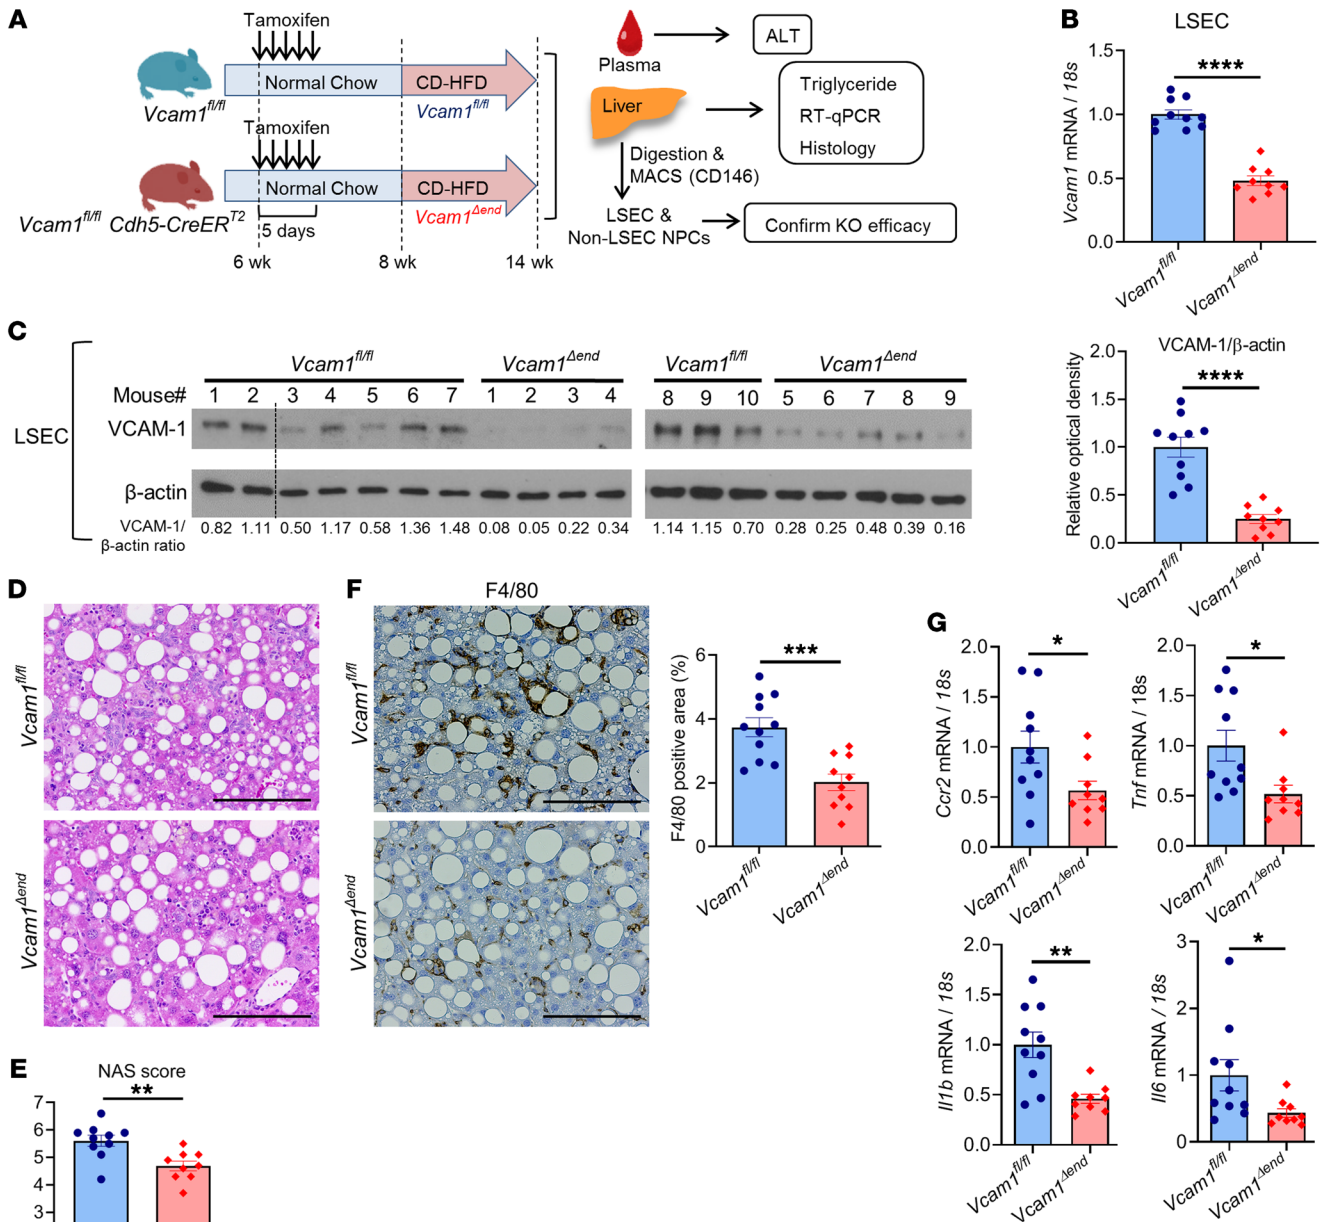 A
Tamoxifen
Normal Chow
CD-HFD
Vcam1fl/fl
Vcam1fl/fl
Tamoxifen
Normal Chow
CD-HFD
Vcam1Δend
Vcam1fl/fl Cdh5-CreERT2
5 days
6 wk
8 wk
14 wk
Plasma
ALT
Liver
Triglyceride
RT-qPCR
Histology
Digestion &
MACS (CD146)
LSEC &
Non-LSEC NPCs
Confirm KO efficacy
B
LSEC
Vcam1 mRNA / 18s
1.5
1.0
0.5
0.0
****
Vcam1fl/fl
Vcam1Δend
C
LSEC
Vcam1fl/fl
Vcam1Δend
Vcam1fl/fl
Vcam1Δend
Mouse# 1 2 3 4 5 6 7 1 2 3 4 8 9 10 5 6 7 8 9
VCAM-1
β-actin
VCAM-1/
β-actin ratio
0.82 1.11 0.50 1.17 0.58 1.36 1.48 0.08 0.05 0.22 0.34 1.14 1.15 0.70 0.28 0.25 0.48 0.39 0.16
VCAM-1/β-actin
Relative optical density
2.0
1.5
1.0
0.5
0.0
****
Vcam1fl/fl
Vcam1Δend
D
Vcam1fl/fl
Vcam1Δend
F
F4/80
Vcam1fl/fl
Vcam1Δend
F4/80 positive area (%)
6
4
2
0
***
Vcam1fl/fl
Vcam1Δend
G
Ccr2 mRNA / 18s
2.0
1.5
1.0
0.5
0.0
*
Vcam1fl/fl
Vcam1Δend
Tnf mRNA / 18s
2.0
1.5
1.0
0.5
0.0
*
Vcam1fl/fl
Vcam1Δend
Il1b mRNA / 18s
2.0
1.5
1.0
0.5
0.0
**
Vcam1fl/fl
Vcam1Δend
Il6 mRNA / 18s
3
2
1
0
*
Vcam1fl/fl
Vcam1Δend
E
NAS score
7
6
5
4
3
**